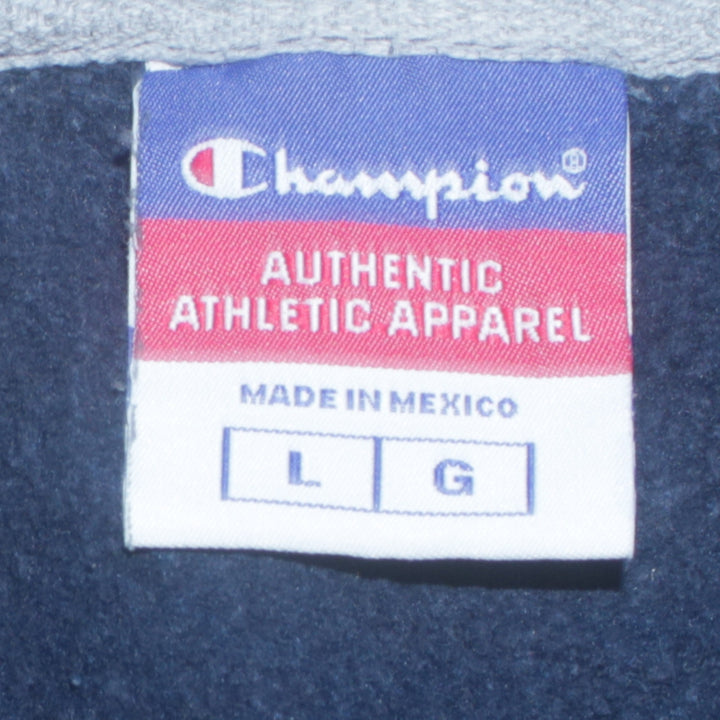 Champion®
AUTHENTIC
ATHLETIC APPAREL
MADE IN MEXICO
L G